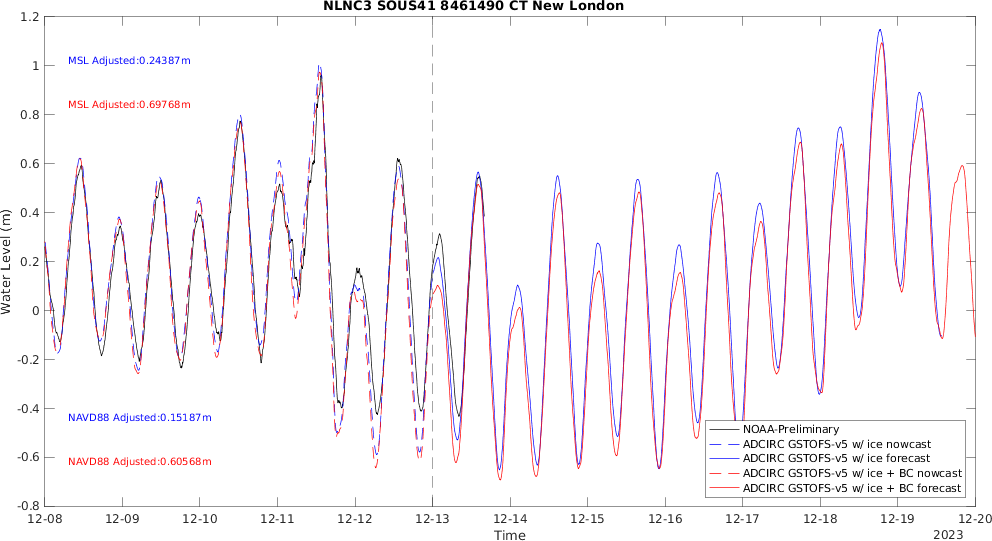 NLNC3 SOUS41 8461490 CT New London
1.2
1
0.8
0.6
0.4
0.2
0
-0.2
-0.4
-0.6
-0.8
Water Level (m)
MSL Adjusted:0.24387m
MSL Adjusted:0.69768m
NAVD88 Adjusted:0.15187m
NAVD88 Adjusted:0.60568m
NOAA-Preliminary
ADCIRC GSTOFS-v5 w/ ice nowcast
ADCIRC GSTOFS-v5 w/ ice forecast
ADCIRC GSTOFS-v5 w/ ice + BC nowcast
ADCIRC GSTOFS-v5 w/ ice + BC forecast
12-08 12-09 12-10 12-11 12-12 12-13 12-14 12-15 12-16 12-17 12-18 12-19 12-20
Time
2023